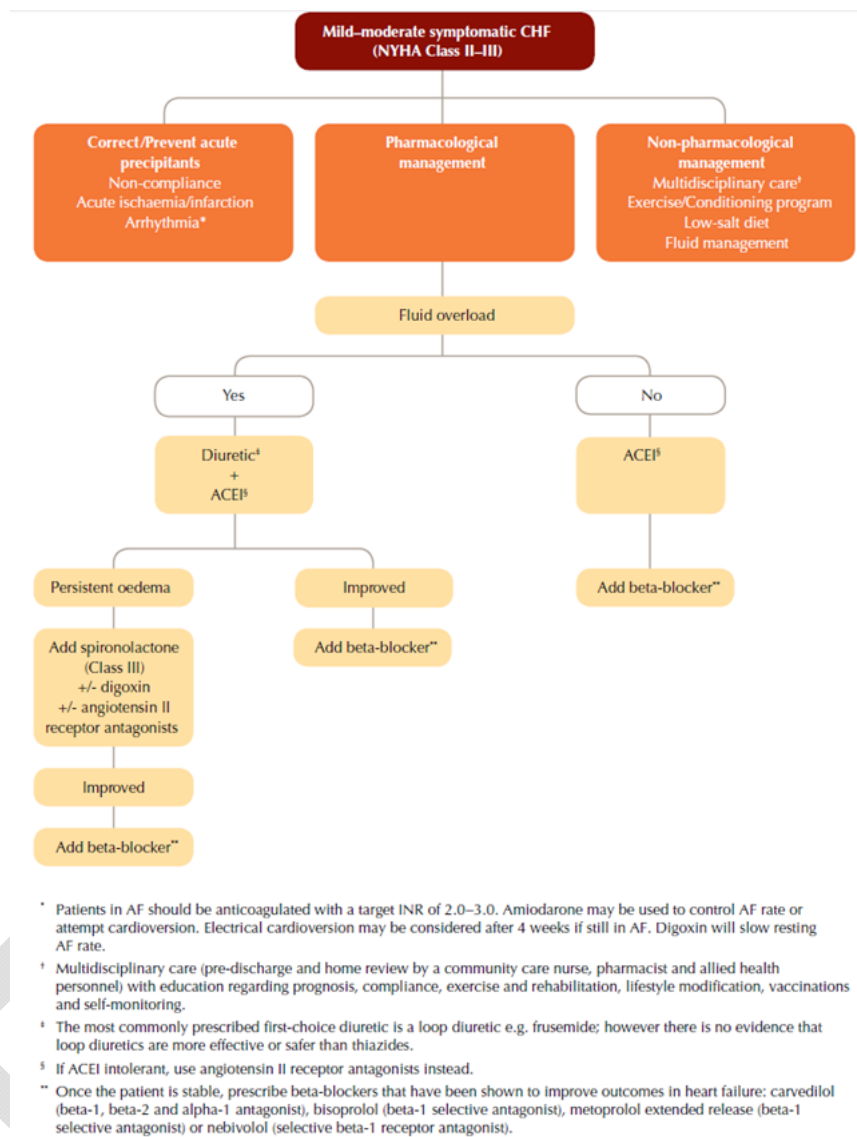 Mild–moderate symptomatic CHF
(NYHA Class II–III)
Correct/Prevent acute
precipitants
Non-compliance
Acute ischaemia/infarction
Arrhythmia*
Pharmacological
management
Non-pharmacological
management
Multidisciplinary care†
Exercise/Conditioning program
Low-salt diet
Fluid management
Fluid overload
Yes
No
Diuretic‡
+
ACEI§
ACEI§
Persistent oedema
Improved
Add beta-blocker**
Add spironolactone
(Class III)
+/- digoxin
+/- angiotensin II
receptor antagonists
Add beta-blocker**
Improved
Add beta-blocker**
* Patients in AF should be anticoagulated with a target INR of 2.0–3.0. Amiodarone may be used to control AF rate or
attempt cardioversion. Electrical cardioversion may be considered after 4 weeks if still in AF. Digoxin will slow resting
AF rate.
† Multidisciplinary care (pre-discharge and home review by a community care nurse, pharmacist and allied health
personnel) with education regarding prognosis, compliance, exercise and rehabilitation, lifestyle modification, vaccinations
and self-monitoring.
‡ The most commonly prescribed first-choice diuretic is a loop diuretic e.g. frusemide; however there is no evidence that
loop diuretics are more effective or safer than thiazides.
§ If ACEI intolerant, use angiotensin II receptor antagonists instead.
** Once the patient is stable, prescribe beta-blockers that have been shown to improve outcomes in heart failure: carvedilol
(beta-1, beta-2 and alpha-1 antagonist), bisoprolol (beta-1 selective antagonist), metoprolol extended release (beta-1
selective antagonist) or nebivolol (selective beta-1 receptor antagonist).